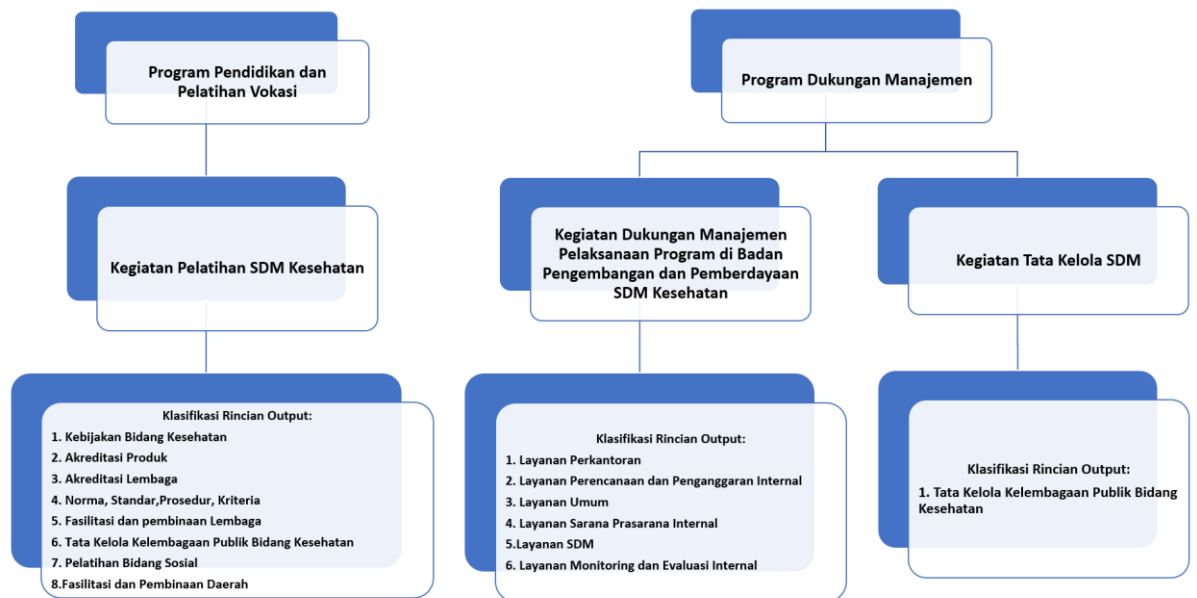 Program Pendidikan dan
Pelatihan Vokasi
Program Dukungan Manajemen
Kegiatan Pelatihan SDM Kesehatan
Kegiatan Dukungan Manajemen
Pelaksanaan Program di Badan
Pengembangan dan Pemberdayaan
SDM Kesehatan
Kegiatan Tata Kelola SDM
Klasifikasi Rincian Output:
1. Kebijakan Bidang Kesehatan
2. Akreditasi Produk
3. Akreditasi Lembaga
4. Norma, Standar,Prosedur, Kriteria
5. Fasilitasi dan pembinaan Lembaga
6. Tata Kelola Kelembagaan Publik Bidang Kesehatan
7. Pelatihan Bidang Sosial
8.Fasilitasi dan Pembinaan Daerah
Klasifikasi Rincian Output:
1. Layanan Perkantoran
2. Layanan Perencanaan dan Penganggaran Internal
3. Layanan Umum
4. Layanan Sarana Prasarana Internal
5.Layanan SDM
6. Layanan Monitoring dan Evaluasi Internal
Klasifikasi Rincian Output:
1. Tata Kelola Kelembagaan Publik Bidang
Kesehatan